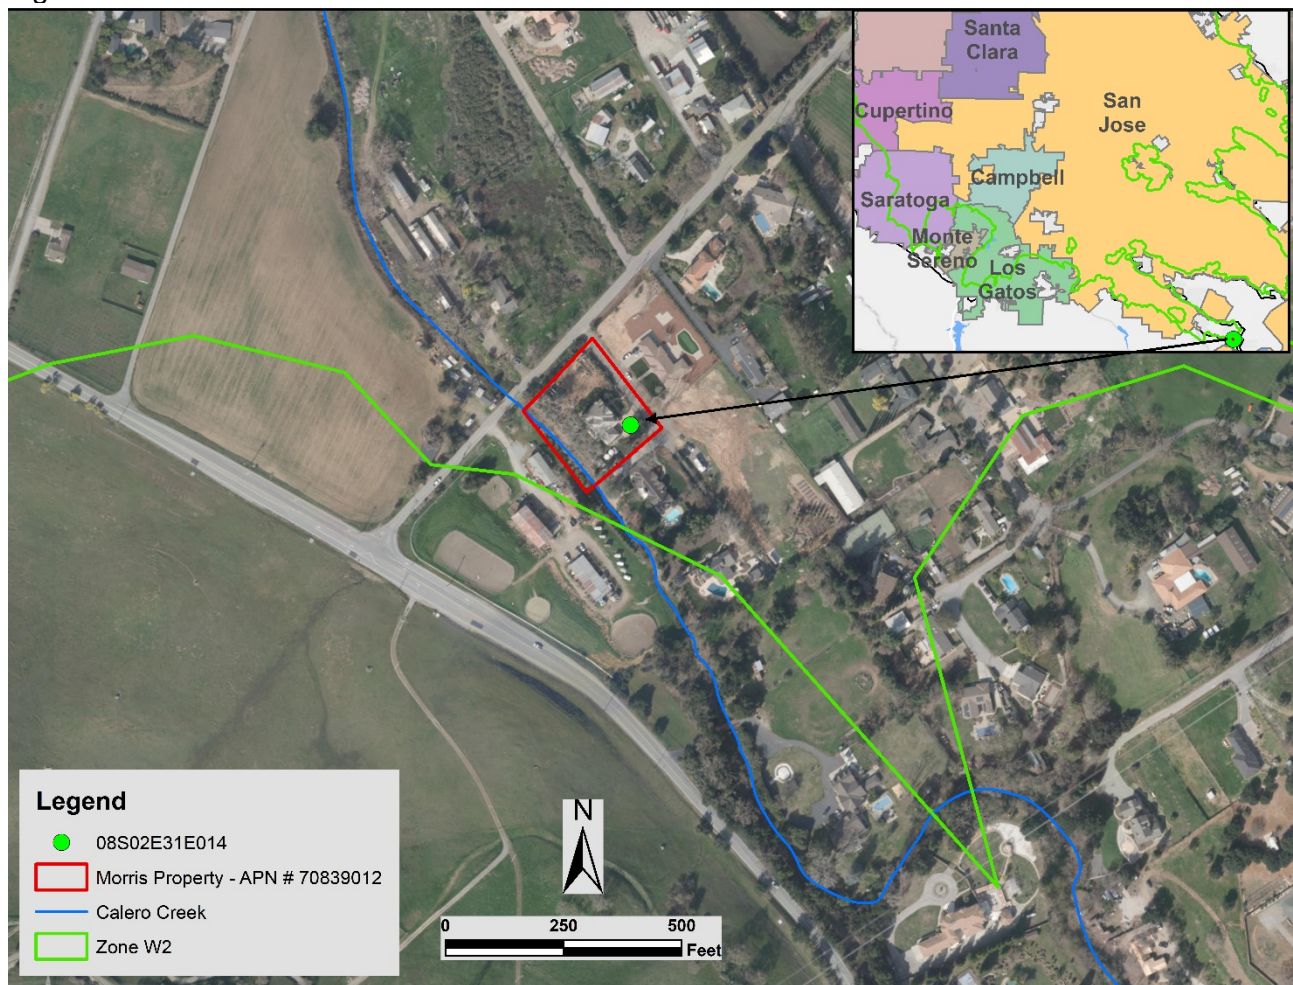 Santa
Clara
San
Jose
Cupertino
Campbell
Saratoga
Monte
Sereno
Los
Gatos
Legend
08S02E31E014
Morris Property - APN # 70839012
Calero Creek
Zone W2
N
0 250 500
Feet